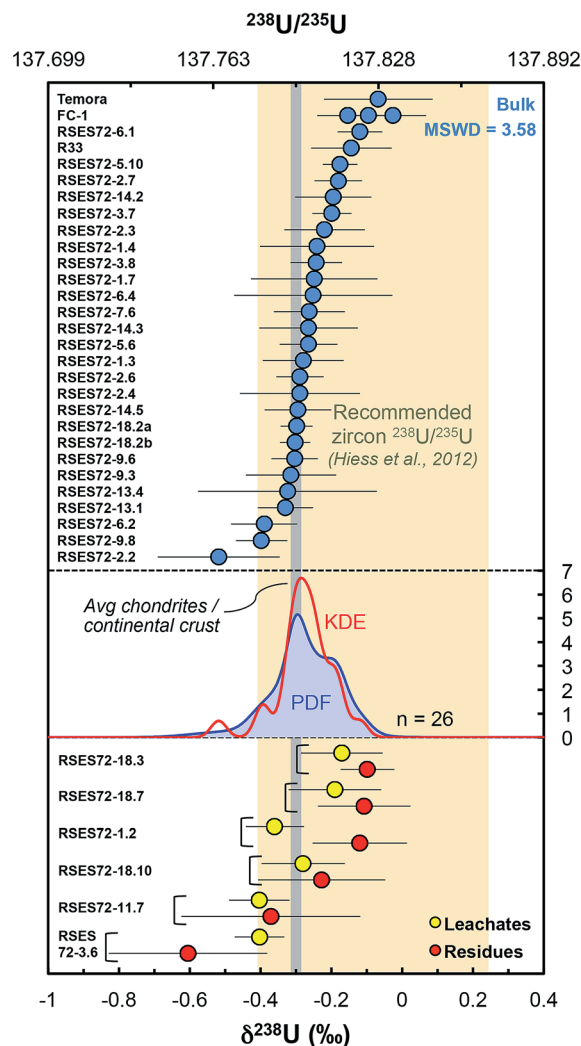 ²³⁸U/²³⁵U
137.699 137.763 137.828 137.892
Temora
FC-1
RSES72-6.1
R33
RSES72-5.10
RSES72-2.7
RSES72-14.2
RSES72-3.7
RSES72-2.3
RSES72-1.4
RSES72-3.8
RSES72-1.7
RSES72-6.4
RSES72-7.6
RSES72-14.3
RSES72-5.6
RSES72-1.3
RSES72-2.6
RSES72-2.4
RSES72-14.5
RSES72-18.2a
RSES72-18.2b
RSES72-9.6
RSES72-9.3
RSES72-13.4
RSES72-13.1
RSES72-6.2
RSES72-9.8
RSES72-2.2
Bulk
MSWD = 3.58
Recommended
zircon ²³⁸U/²³⁵U
(Hiess et al., 2012)
Avg chondrites /
continental crust
KDE
PDF
n = 26
7
6
5
4
3
2
1
0
RSES72-18.3
RSES72-18.7
RSES72-1.2
RSES72-18.10
RSES72-11.7
RSES
72-3.6
Leachates
Residues
-1 -0.8 -0.6 -0.4 -0.2 0 0.2 0.4
δ²³⁸U (‰)